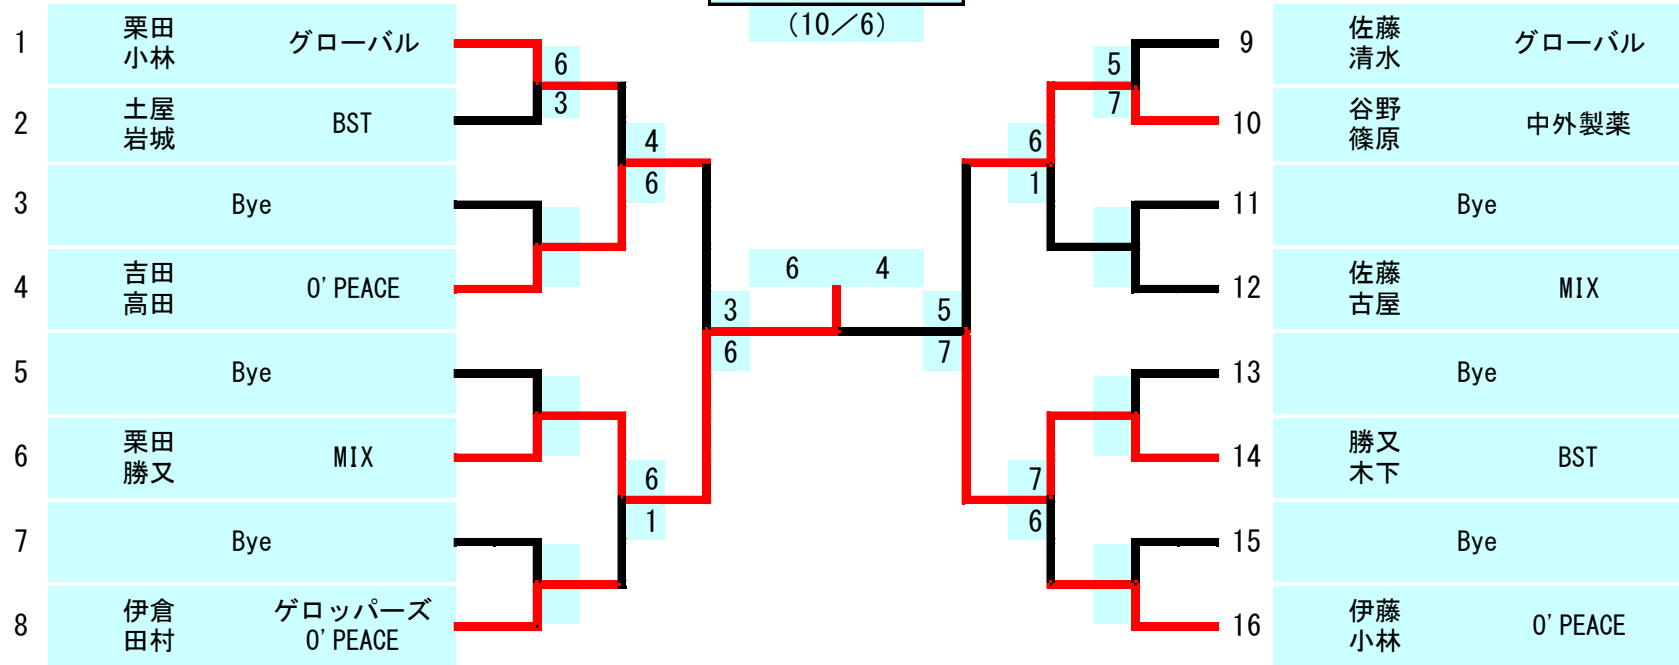 (10／6)
1 栗田 グローバル
小林
2 土屋 BST
岩城
3 Bye
4 吉田 O'PEACE
高田
5 Bye
6 栗田 MIX
勝又
7 Bye
8 伊倉 ゲロッパーズ
田村 O'PEACE
6
3
4
6
6
1
3
6
6 4
5
7
6
1
7
6
5
7
9 佐藤 グローバル
清水
10 谷野 中外製薬
篠原
11 Bye
12 佐藤 MIX
古屋
13 Bye
14 勝又 BST
木下
15 Bye
16 伊藤 O'PEACE
小林